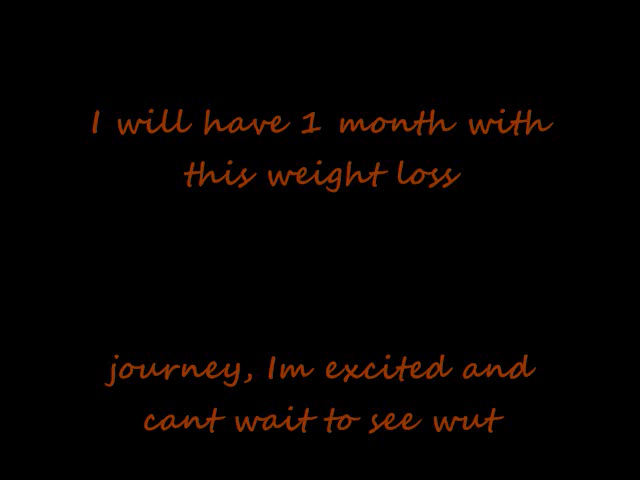 I will have 1 month with
this weight loss
journey, Im excited and
cant wait to see wut